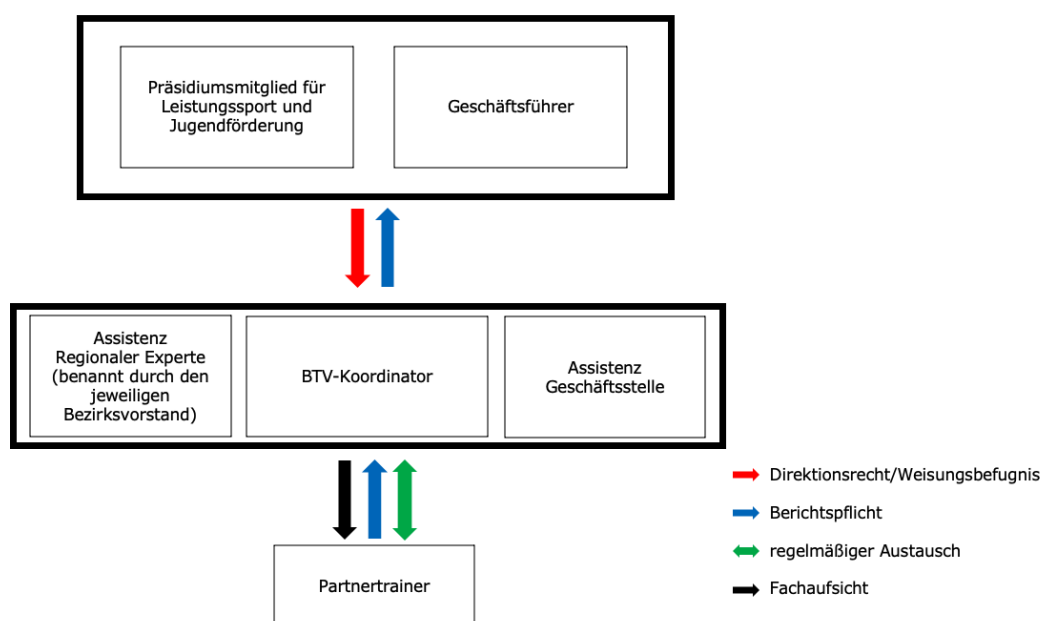 Präsidiumsmitglied für
Leistungssport und
Jugendförderung
Geschäftsführer
Assistenz
Regionaler Experte
(benannt durch den
jeweiligen
Bezirksvorstand)
BTV-Koordinator
Assistenz
Geschäftsstelle
Partnertrainer
Direktionsrecht/Weisungsbefugnis
Berichtspflicht
regelmäßiger Austausch
Fachaufsicht